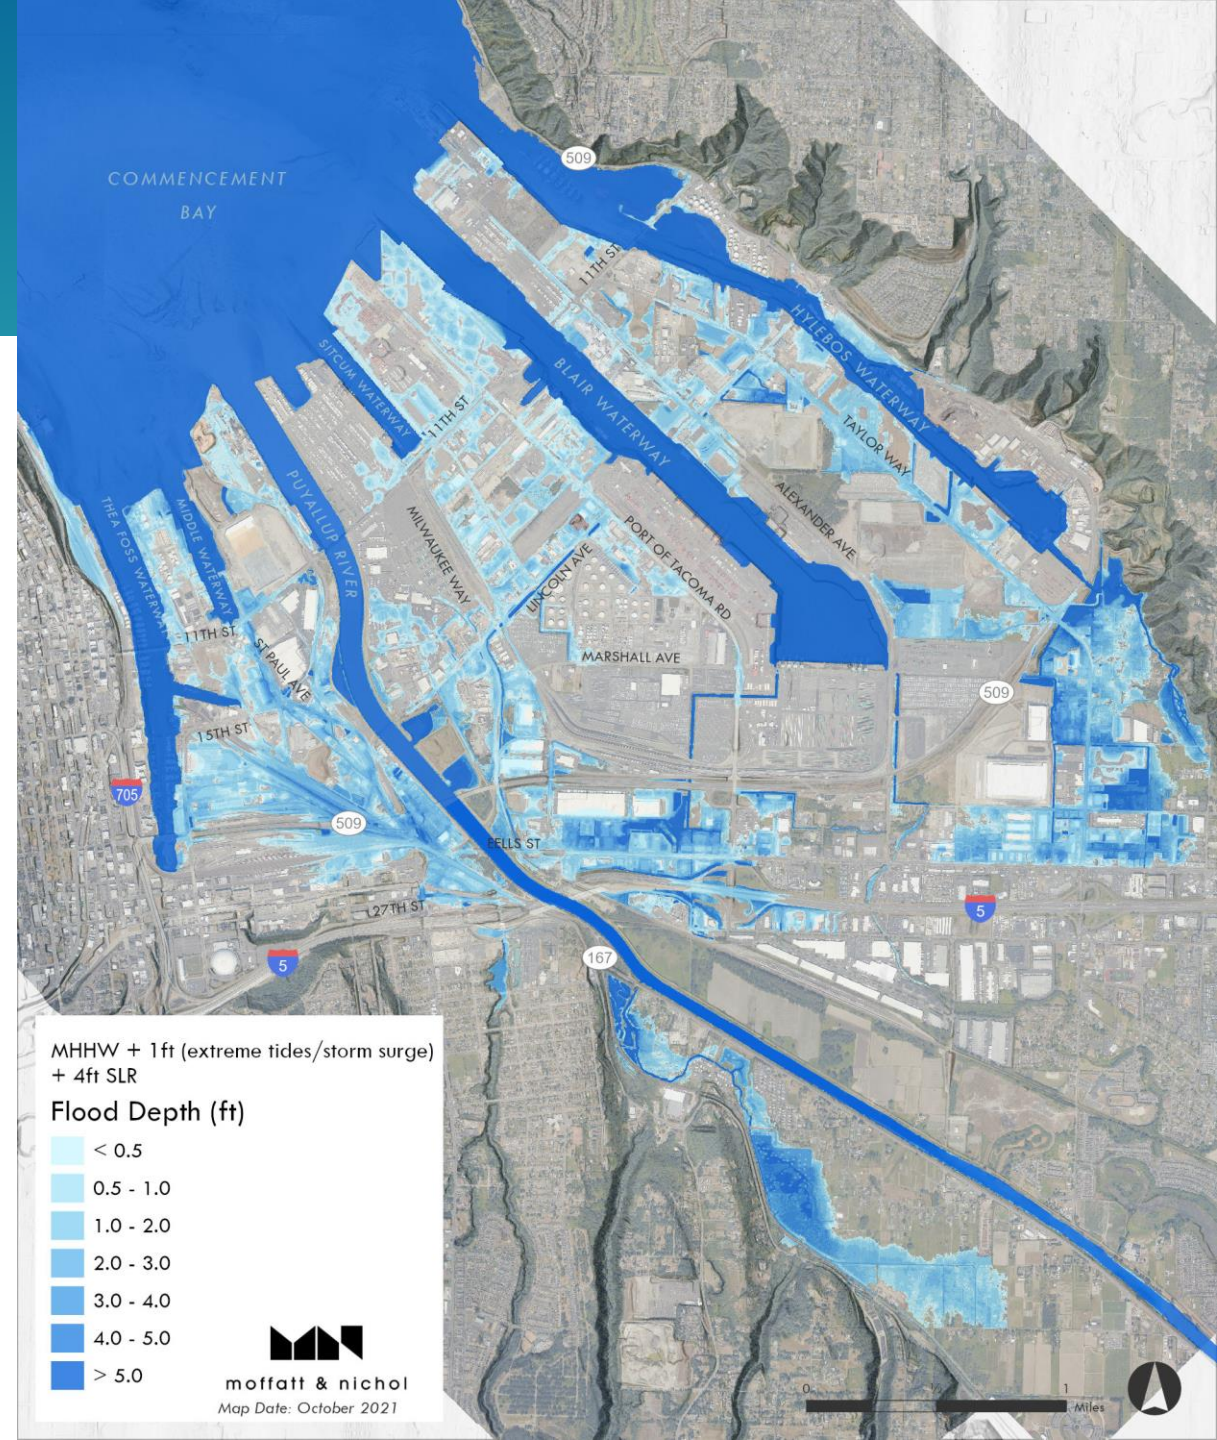 COMMENCEMENT
BAY
509
11TH ST
HYLEBOS WATERWAY
BLAIR WATERWAY
SITCUM WATERWAY
11TH ST
TAYLOR WAY
ALEXANDER AVE
PUYALLUP RIVER
MIDDLE WATERWAY
THEA FOSS WATERWAY
MILWAUKEE WAY
PORT OF TACOMA RD
LINCOLN AVE
11TH ST
ST PAUL AVE
MARSHALL AVE
509
15TH ST
705
509
EELLS ST
27TH ST
5
5
167
MHHW + 1ft (extreme tides/storm surge)
+ 4ft SLR
Flood Depth (ft)
< 0.5
0.5 - 1.0
1.0 - 2.0
2.0 - 3.0
3.0 - 4.0
4.0 - 5.0
> 5.0
moffatt & nichol
Map Date: October 2021
0
1
Miles